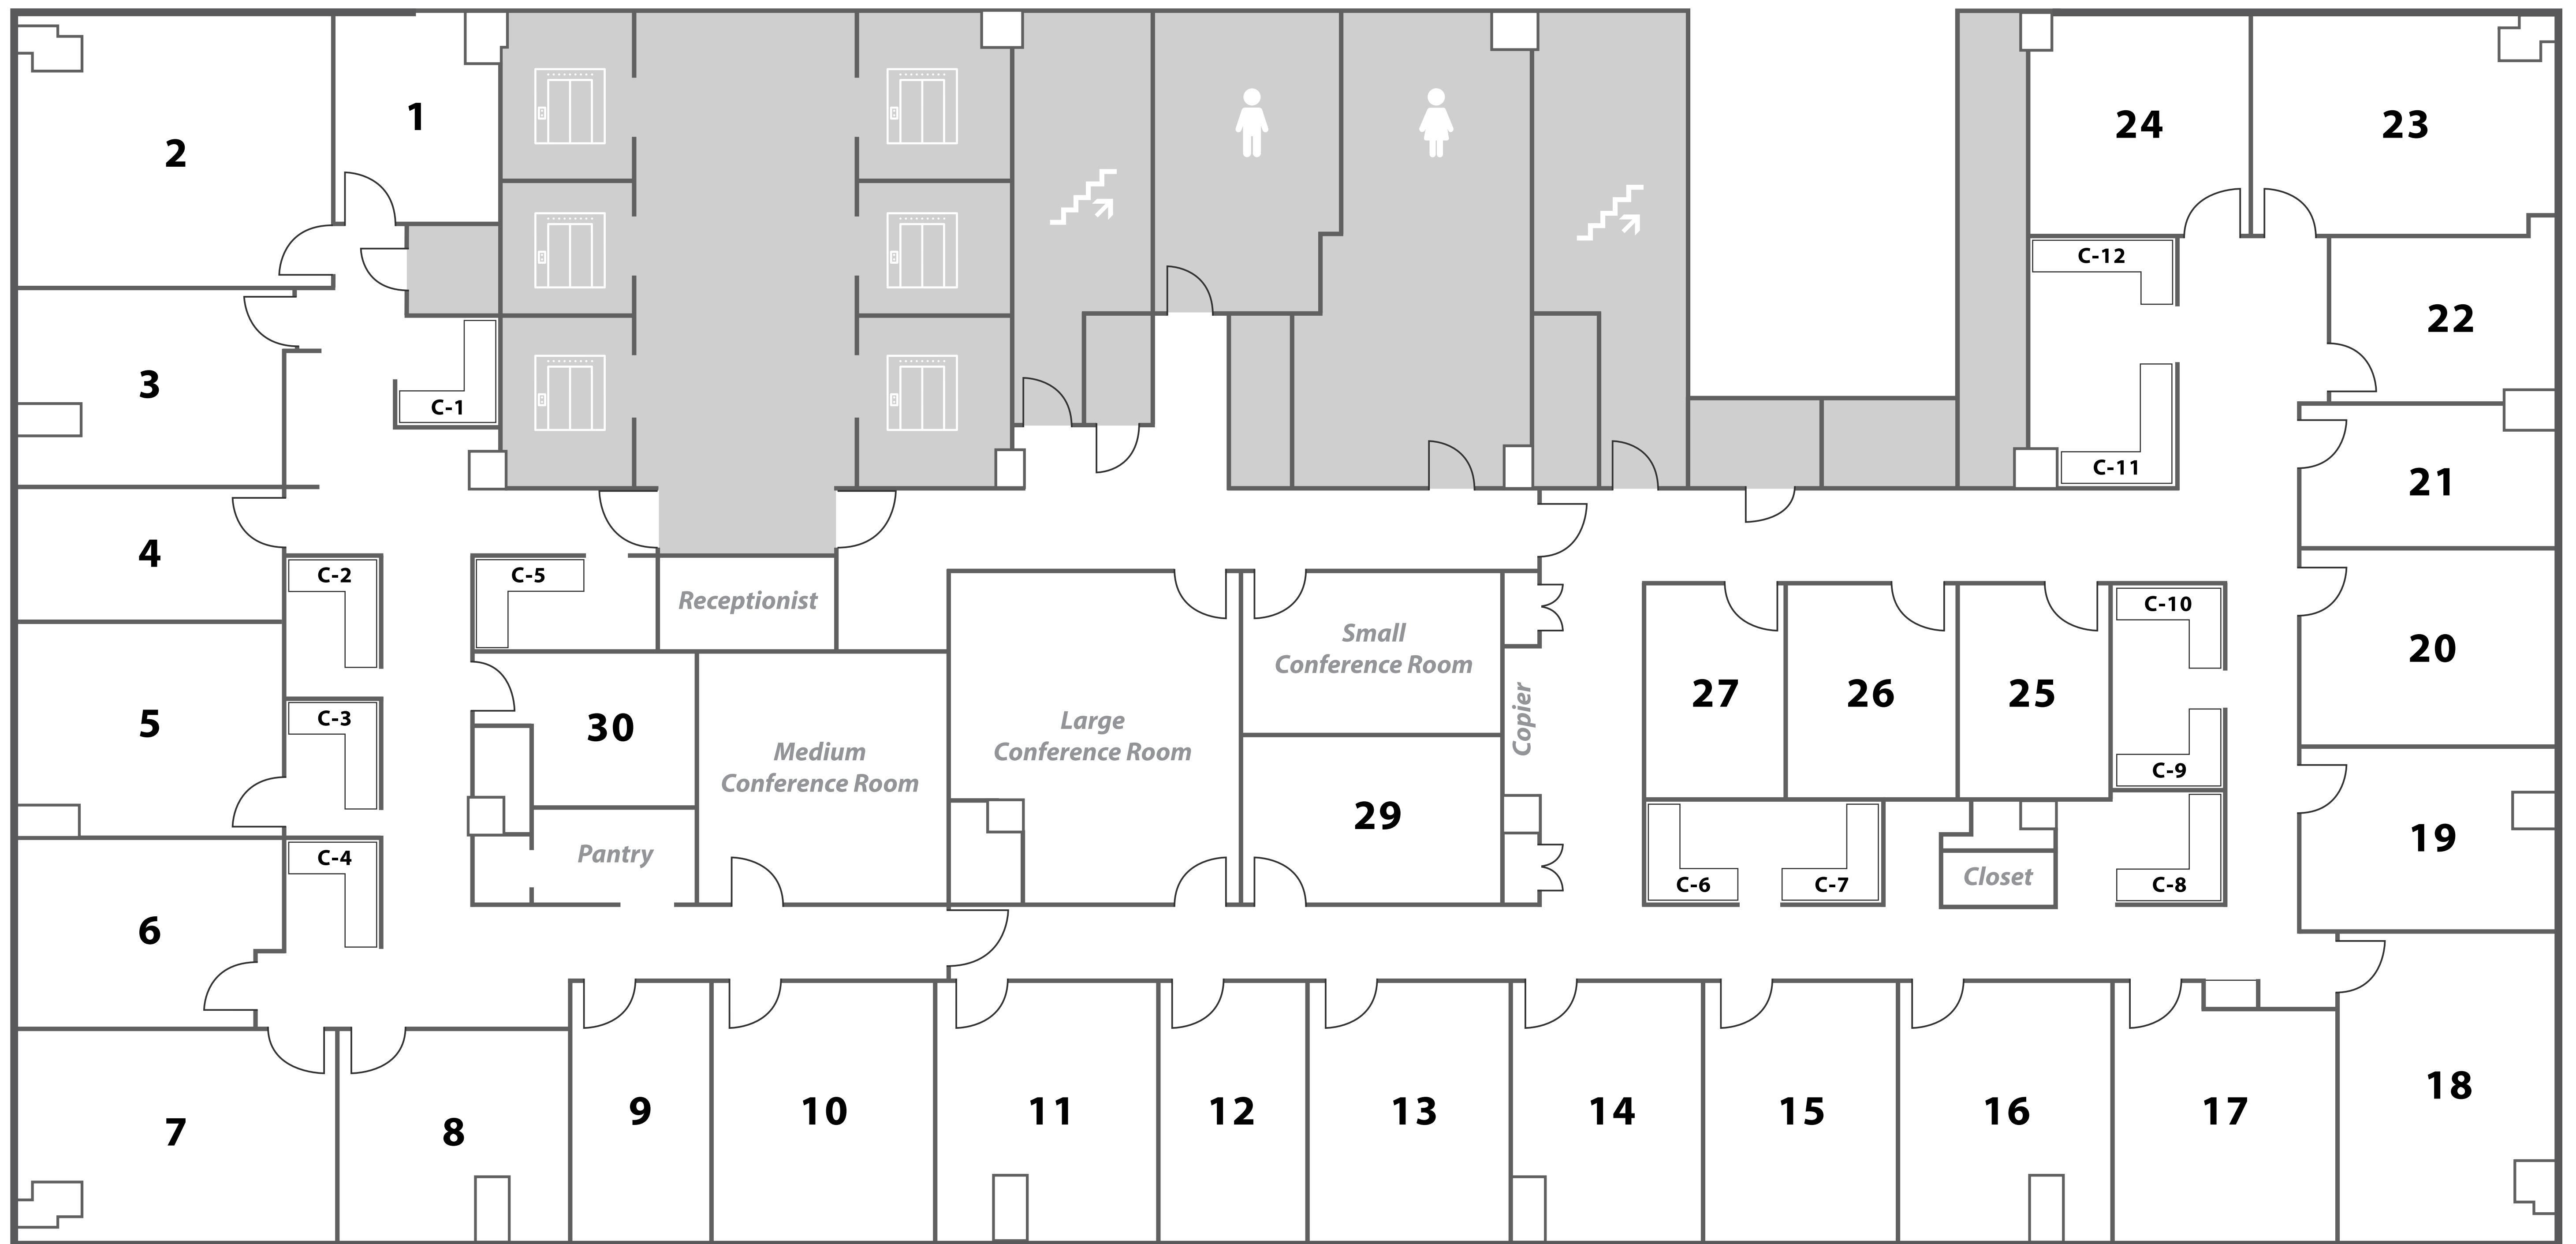 1
2
24
23
C-12
22
3
C-1
C-11
21
4
C-2
C-5
Receptionist
C-10
Small
Conference Room
20
27
26
25
5
C-3
30
Large
Conference Room
Copier
Medium
Conference Room
C-9
29
19
C-4
Pantry
C-6
C-7
Closet
C-8
6
18
7
8
9
10
11
12
13
14
15
16
17